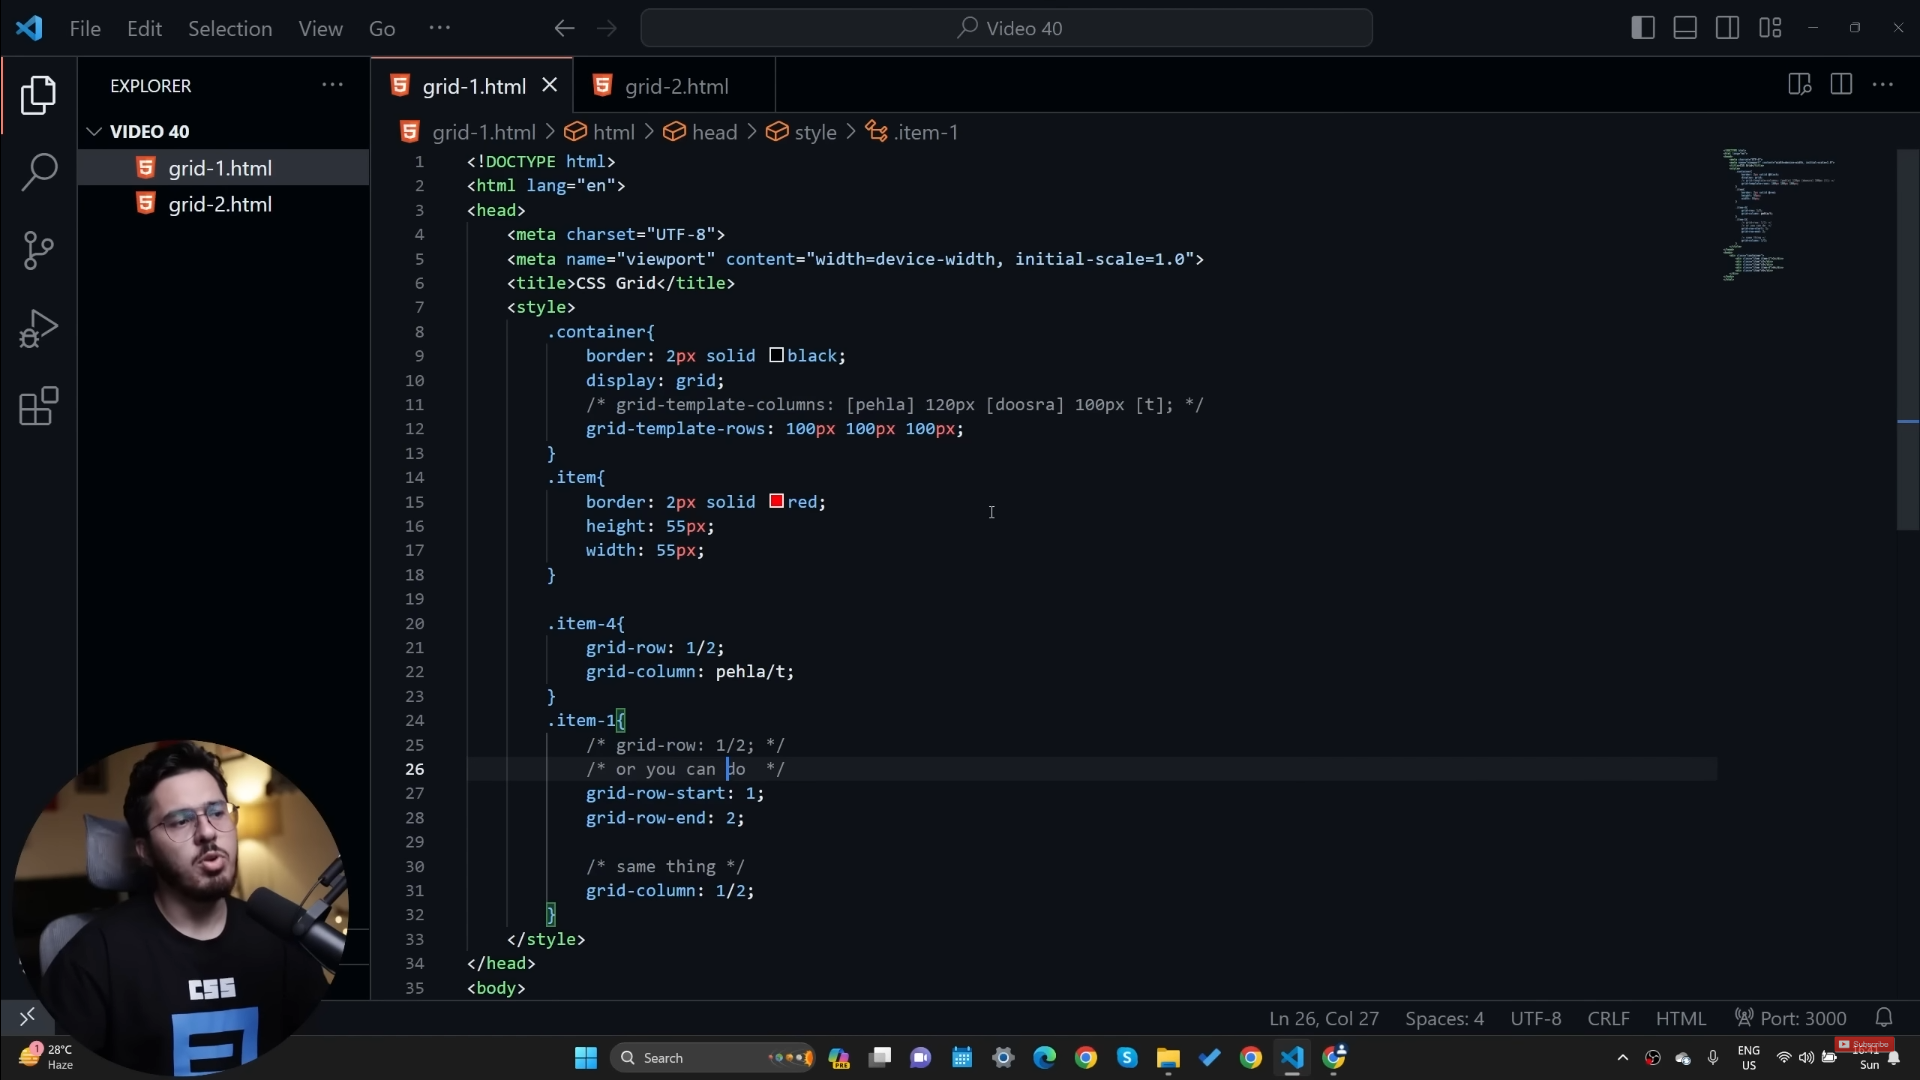 File Edit Selection View Go ...
Video 40
EXPLORER
VIDEO 40
grid-1.html
grid-2.html
grid-1.html
grid-2.html
grid-1.html > html > head > style > .item-1
1 <!DOCTYPE html>
2 <html lang="en">
3 <head>
4 <meta charset="UTF-8">
5 <meta name="viewport" content="width=device-width, initial-scale=1.0">
6 <title>CSS Grid</title>
7 <style>
8 .container{
9 border: 2px solid black;
10 display: grid;
11 /* grid-template-columns: [pehla] 120px [doosra] 100px [t]; */
12 grid-template-rows: 100px 100px 100px;
13 }
14 .item{
15 border: 2px solid red;
16 height: 55px;
17 width: 55px;
18 }
19
20 .item-4{
21 grid-row: 1/2;
22 grid-column: pehla/t;
23 }
24 .item-1{
25 /* grid-row: 1/2; */
26 /* or you can do  */
27 grid-row-start: 1;
28 grid-row-end: 2;
29
30 /* same thing */
31 grid-column: 1/2;
32 }
33 </style>
34 </head>
35 <body>
CSS
Ln 26, Col 27 Spaces: 4 UTF-8 CRLF HTML Port: 3000
1
28°C
Haze
Search
PRE
ENG
US
Subscribe
Sun